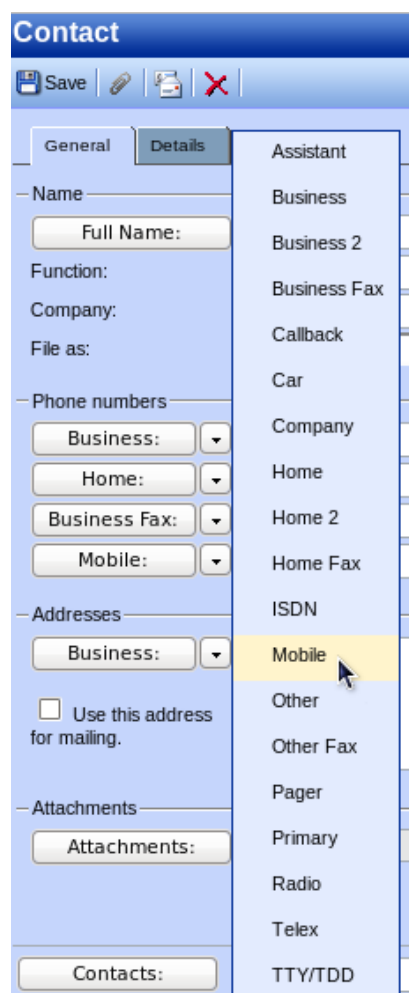 Contact
Save
General
Details
Name
Full Name:
Function:
Company:
File as:
Phone numbers
Business:
Home:
Business Fax:
Mobile:
Addresses
Business:
Use this address
for mailing.
Attachments
Attachments:
Contacts:
Assistant
Business
Business 2
Business Fax
Callback
Car
Company
Home
Home 2
Home Fax
ISDN
Mobile
Other
Other Fax
Pager
Primary
Radio
Telex
TTY/TDD